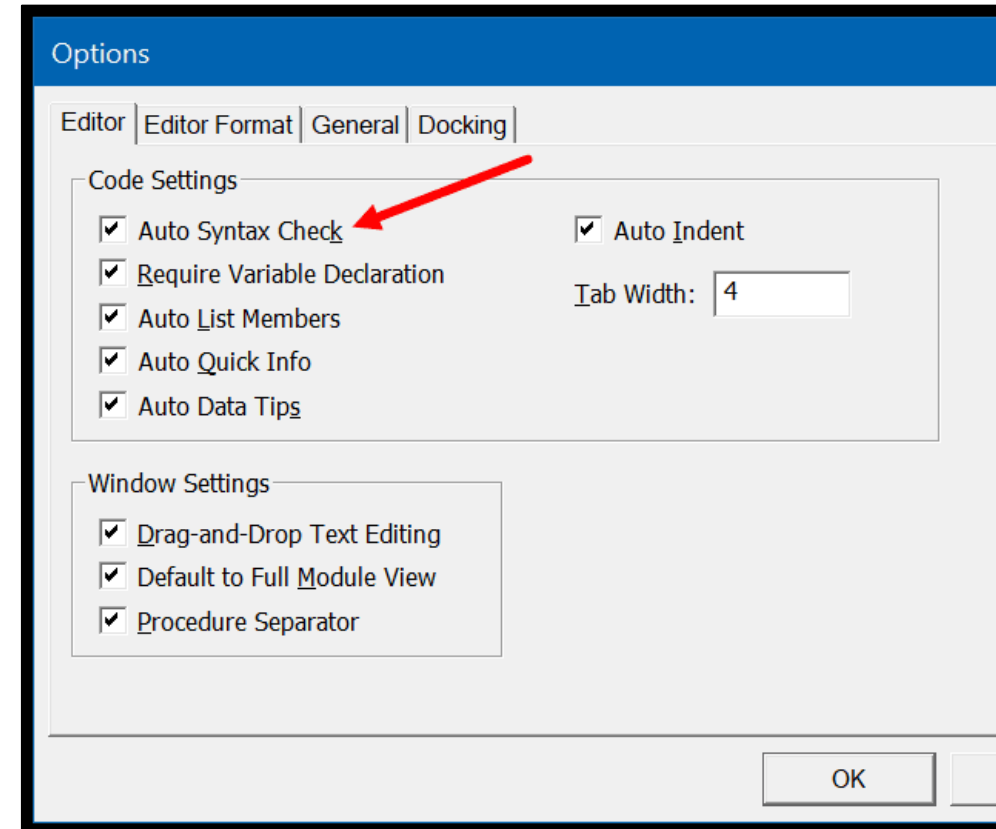 Options
Editor Editor Format General Docking
Code Settings
Auto Syntax Check Auto Indent
Require Variable Declaration
Tab Width: 4
Auto List Members
Auto Quick Info
Auto Data Tips
Window Settings
Drag-and-Drop Text Editing
Default to Full Module View
Procedure Separator
OK